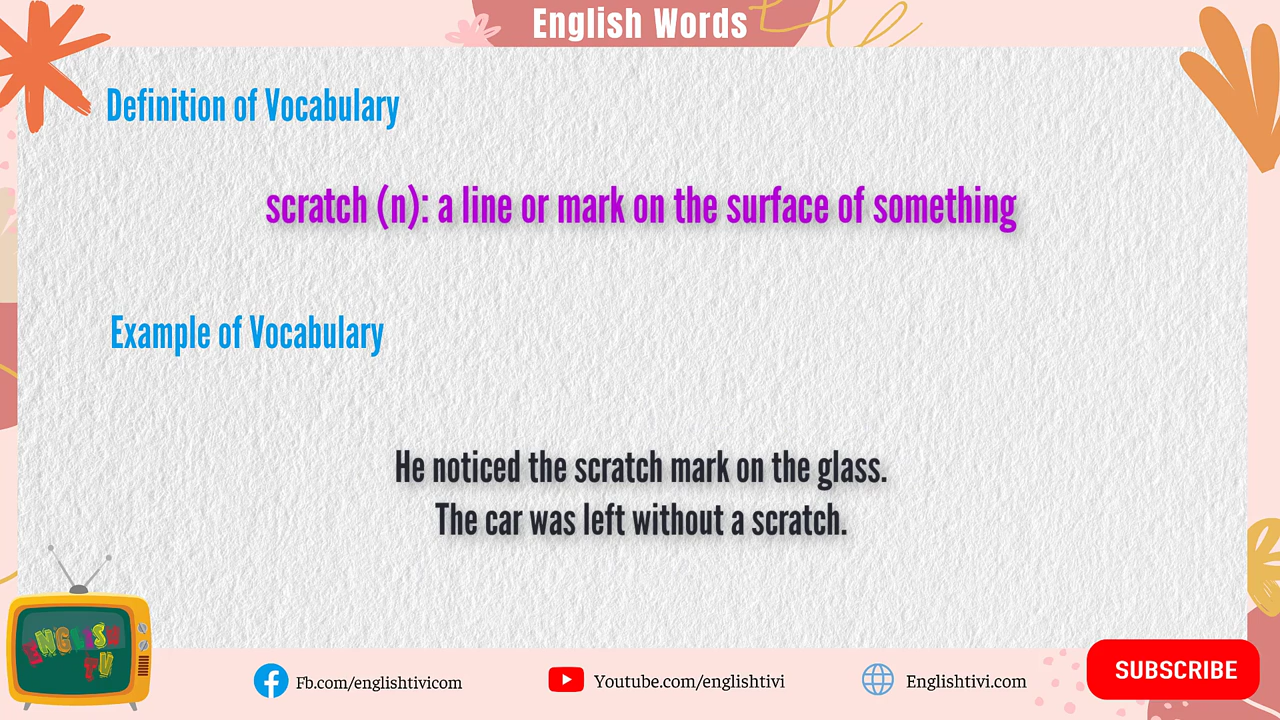 English Words
Definition of Vocabulary
scratch (n): a line or mark on the surface of something
Example of Vocabulary
He noticed the scratch mark on the glass.
The car was left without a scratch.
ENGLISH
TV
Fb.com/englishtivicom
Youtube.com/englishtivi
Englishtivi.com
SUBSCRIBE